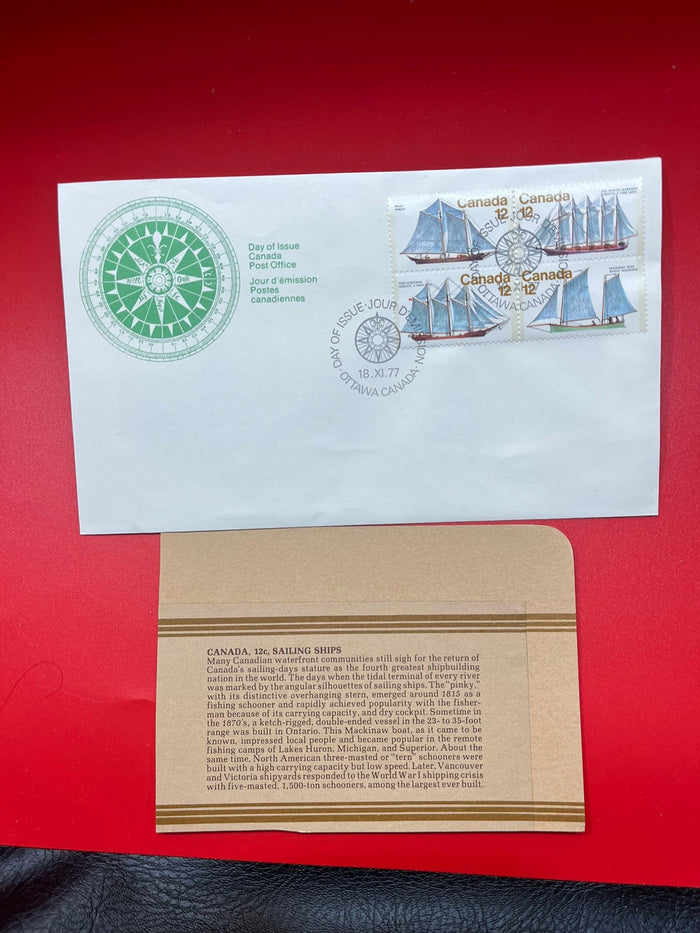 Day of Issue
Canada
Post Office
Jour d'émission
Postes
canadiennes
Canada
12
Canada
12
Canada
12
Canada
12
DAY OF ISSUE · JOUR D'
18. XI. 77
OTTAWA CANADA
JOUR
OTTAWA CANADA
CANADA, 12c, SAILING SHIPS
Many Canadian waterfront communities still sigh for the return of
Canada's sailing-days stature as the fourth greatest shipbuilding
nation in the world. The days when the tidal terminal of every river
was marked by the angular silhouettes of sailing ships. The "pinky,"
with its distinctive overhanging stern, emerged around 1815 as a
fishing schooner and rapidly achieved popularity with the fisher-
man because of its carrying capacity, and dry cockpit. Sometime in
the 1870's, a ketch-rigged, double-ended vessel in the 23- to 35-foot
range was built in Ontario. This Mackinaw boat, as it came to be
known, impressed local people and became popular in the remote
fishing camps of Lakes Huron, Michigan, and Superior. About the
same time, North American three-masted or "tern" schooners were
built with a high carrying capacity but low speed. Later, Vancouver
and Victoria shipyards responded to the World War I shipping crisis
with five-masted, 1,500-ton schooners, among the largest ever built.